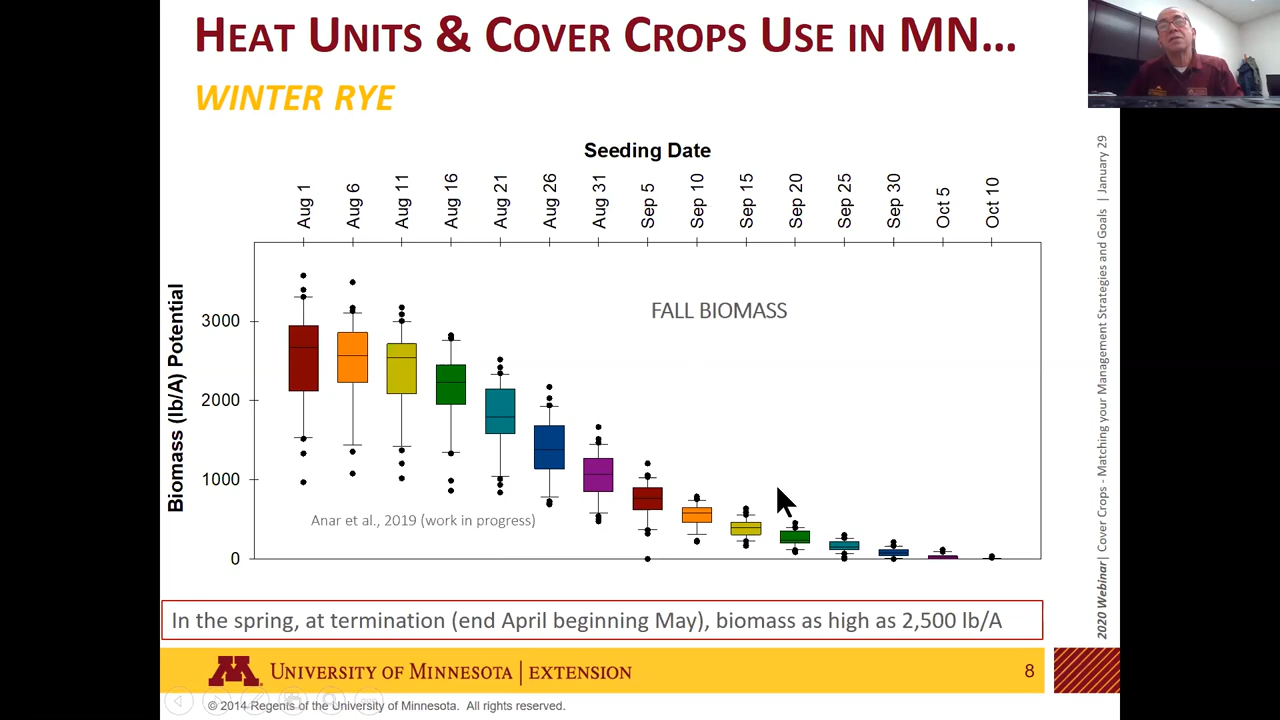 HEAT UNITS & COVER CROPS USE IN MN...
WINTER RYE
Seeding Date
Aug 1
Aug 6
Aug 11
Aug 16
Aug 21
Aug 26
Aug 31
Sep 5
Sep 10
Sep 15
Sep 20
Sep 25
Sep 30
Oct 5
Oct 10
Biomass (lb/A) Potential
3000
2000
1000
0
FALL BIOMASS
Anar et al., 2019 (work in progress)
In the spring, at termination (end April beginning May), biomass as high as 2,500 lb/A
2020 Webinar| Cover Crops - Matching your Management Strategies and Goals | January 29
M UNIVERSITY OF MINNESOTA | EXTENSION
8
© 2014 Regents of the University of Minnesota. All rights reserved.